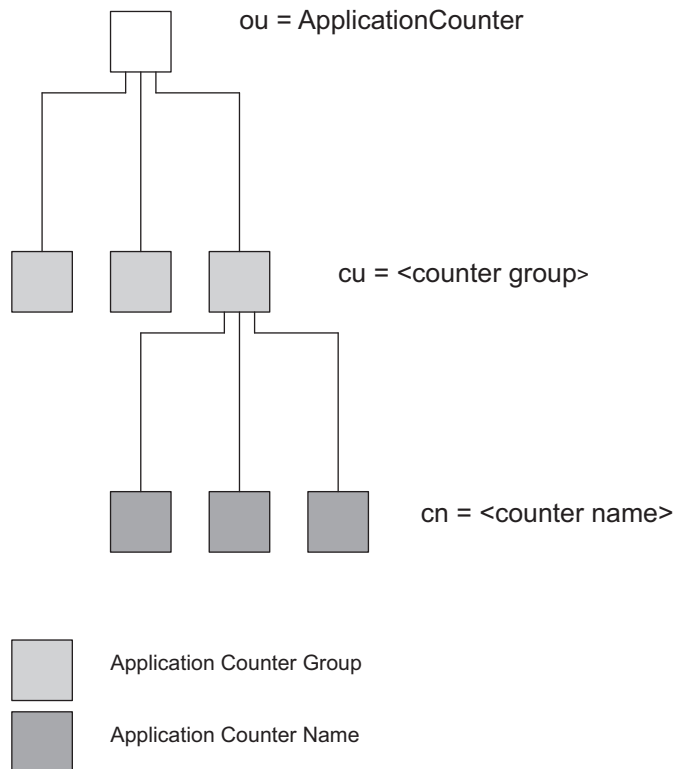 ou = ApplicationCounter
cu = <counter group>
cn = <counter name>
Application Counter Group
Application Counter Name